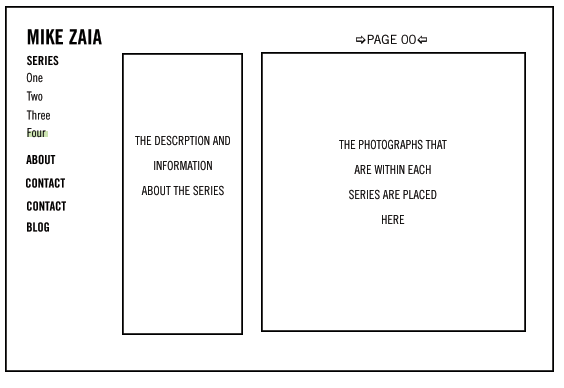 MIKE ZAIA
SERIES
One
Two
Three
Four
ABOUT
CONTACT
CONTACT
BLOG
THE DESCRPTION AND
INFORMATION
ABOUT THE SERIES
⇨PAGE 00⇦
THE PHOTOGRAPHS THAT
ARE WITHIN EACH
SERIES ARE PLACED
HERE